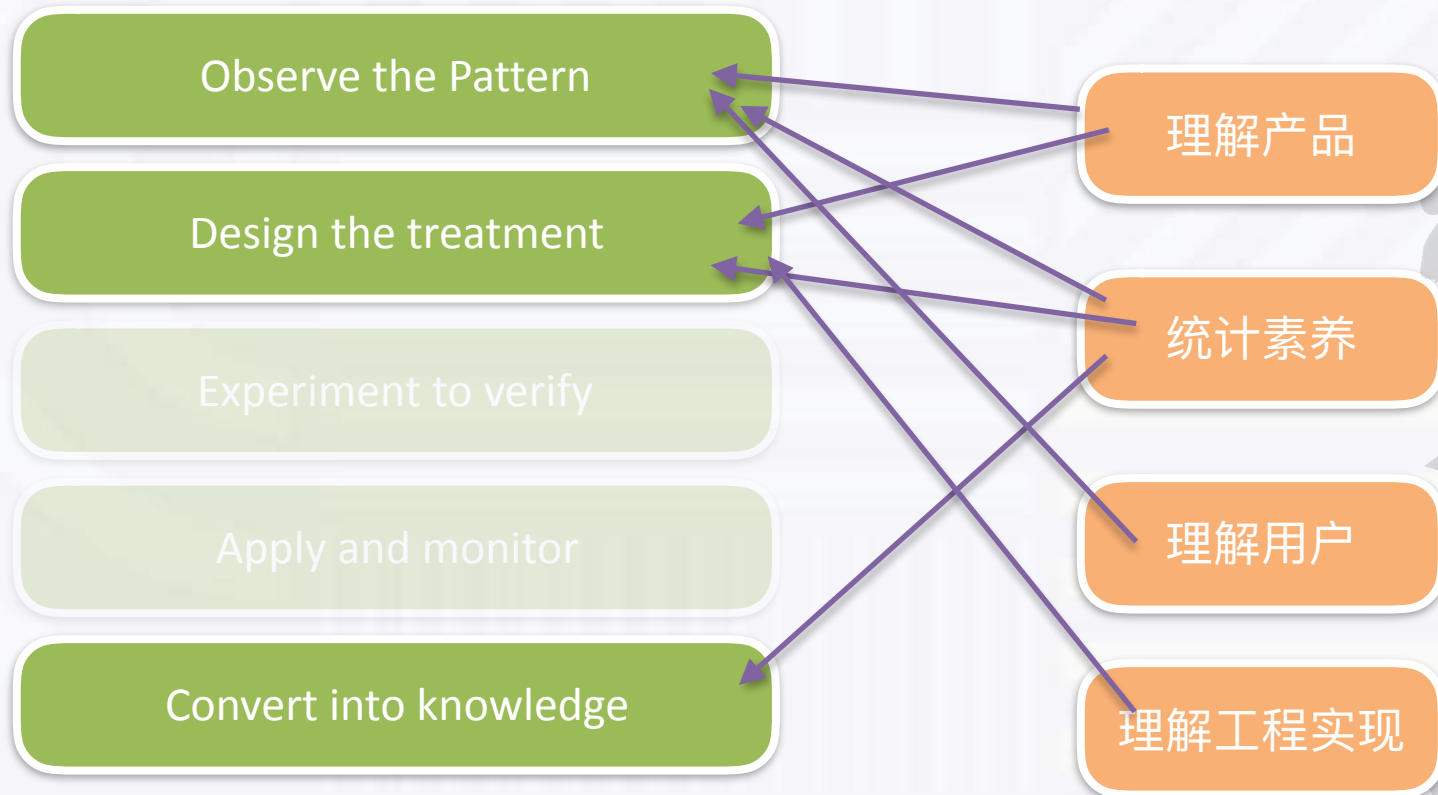 Observe the Pattern
Design the treatment
Experiment to verify
Apply and monitor
Convert into knowledge
理解产品
统计素养
理解用户
理解工程实现